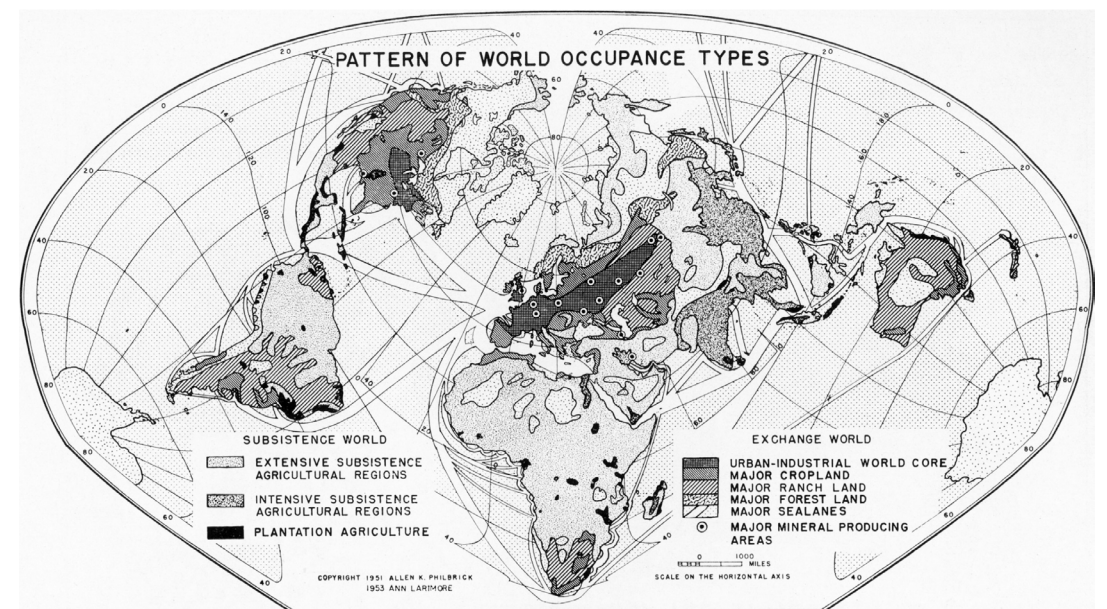 PATTERN OF WORLD OCCUPANCE TYPES
SUBSISTENCE WORLD
EXTENSIVE SUBSISTENCE
AGRICULTURAL REGIONS
INTENSIVE SUBSISTENCE
AGRICULTURAL REGIONS
PLANTATION AGRICULTURE
COPYRIGHT 1951 ALLEN K. PHILBRICK
1953 ANN LARIMORE
EXCHANGE WORLD
URBAN-INDUSTRIAL WORLD CORE
MAJOR CROPLAND
MAJOR RANCH LAND
MAJOR FOREST LAND
MAJOR SEALANES
MAJOR MINERAL PRODUCING
AREAS
0 1000
MILES
SCALE ON THE HORIZONTAL AXIS